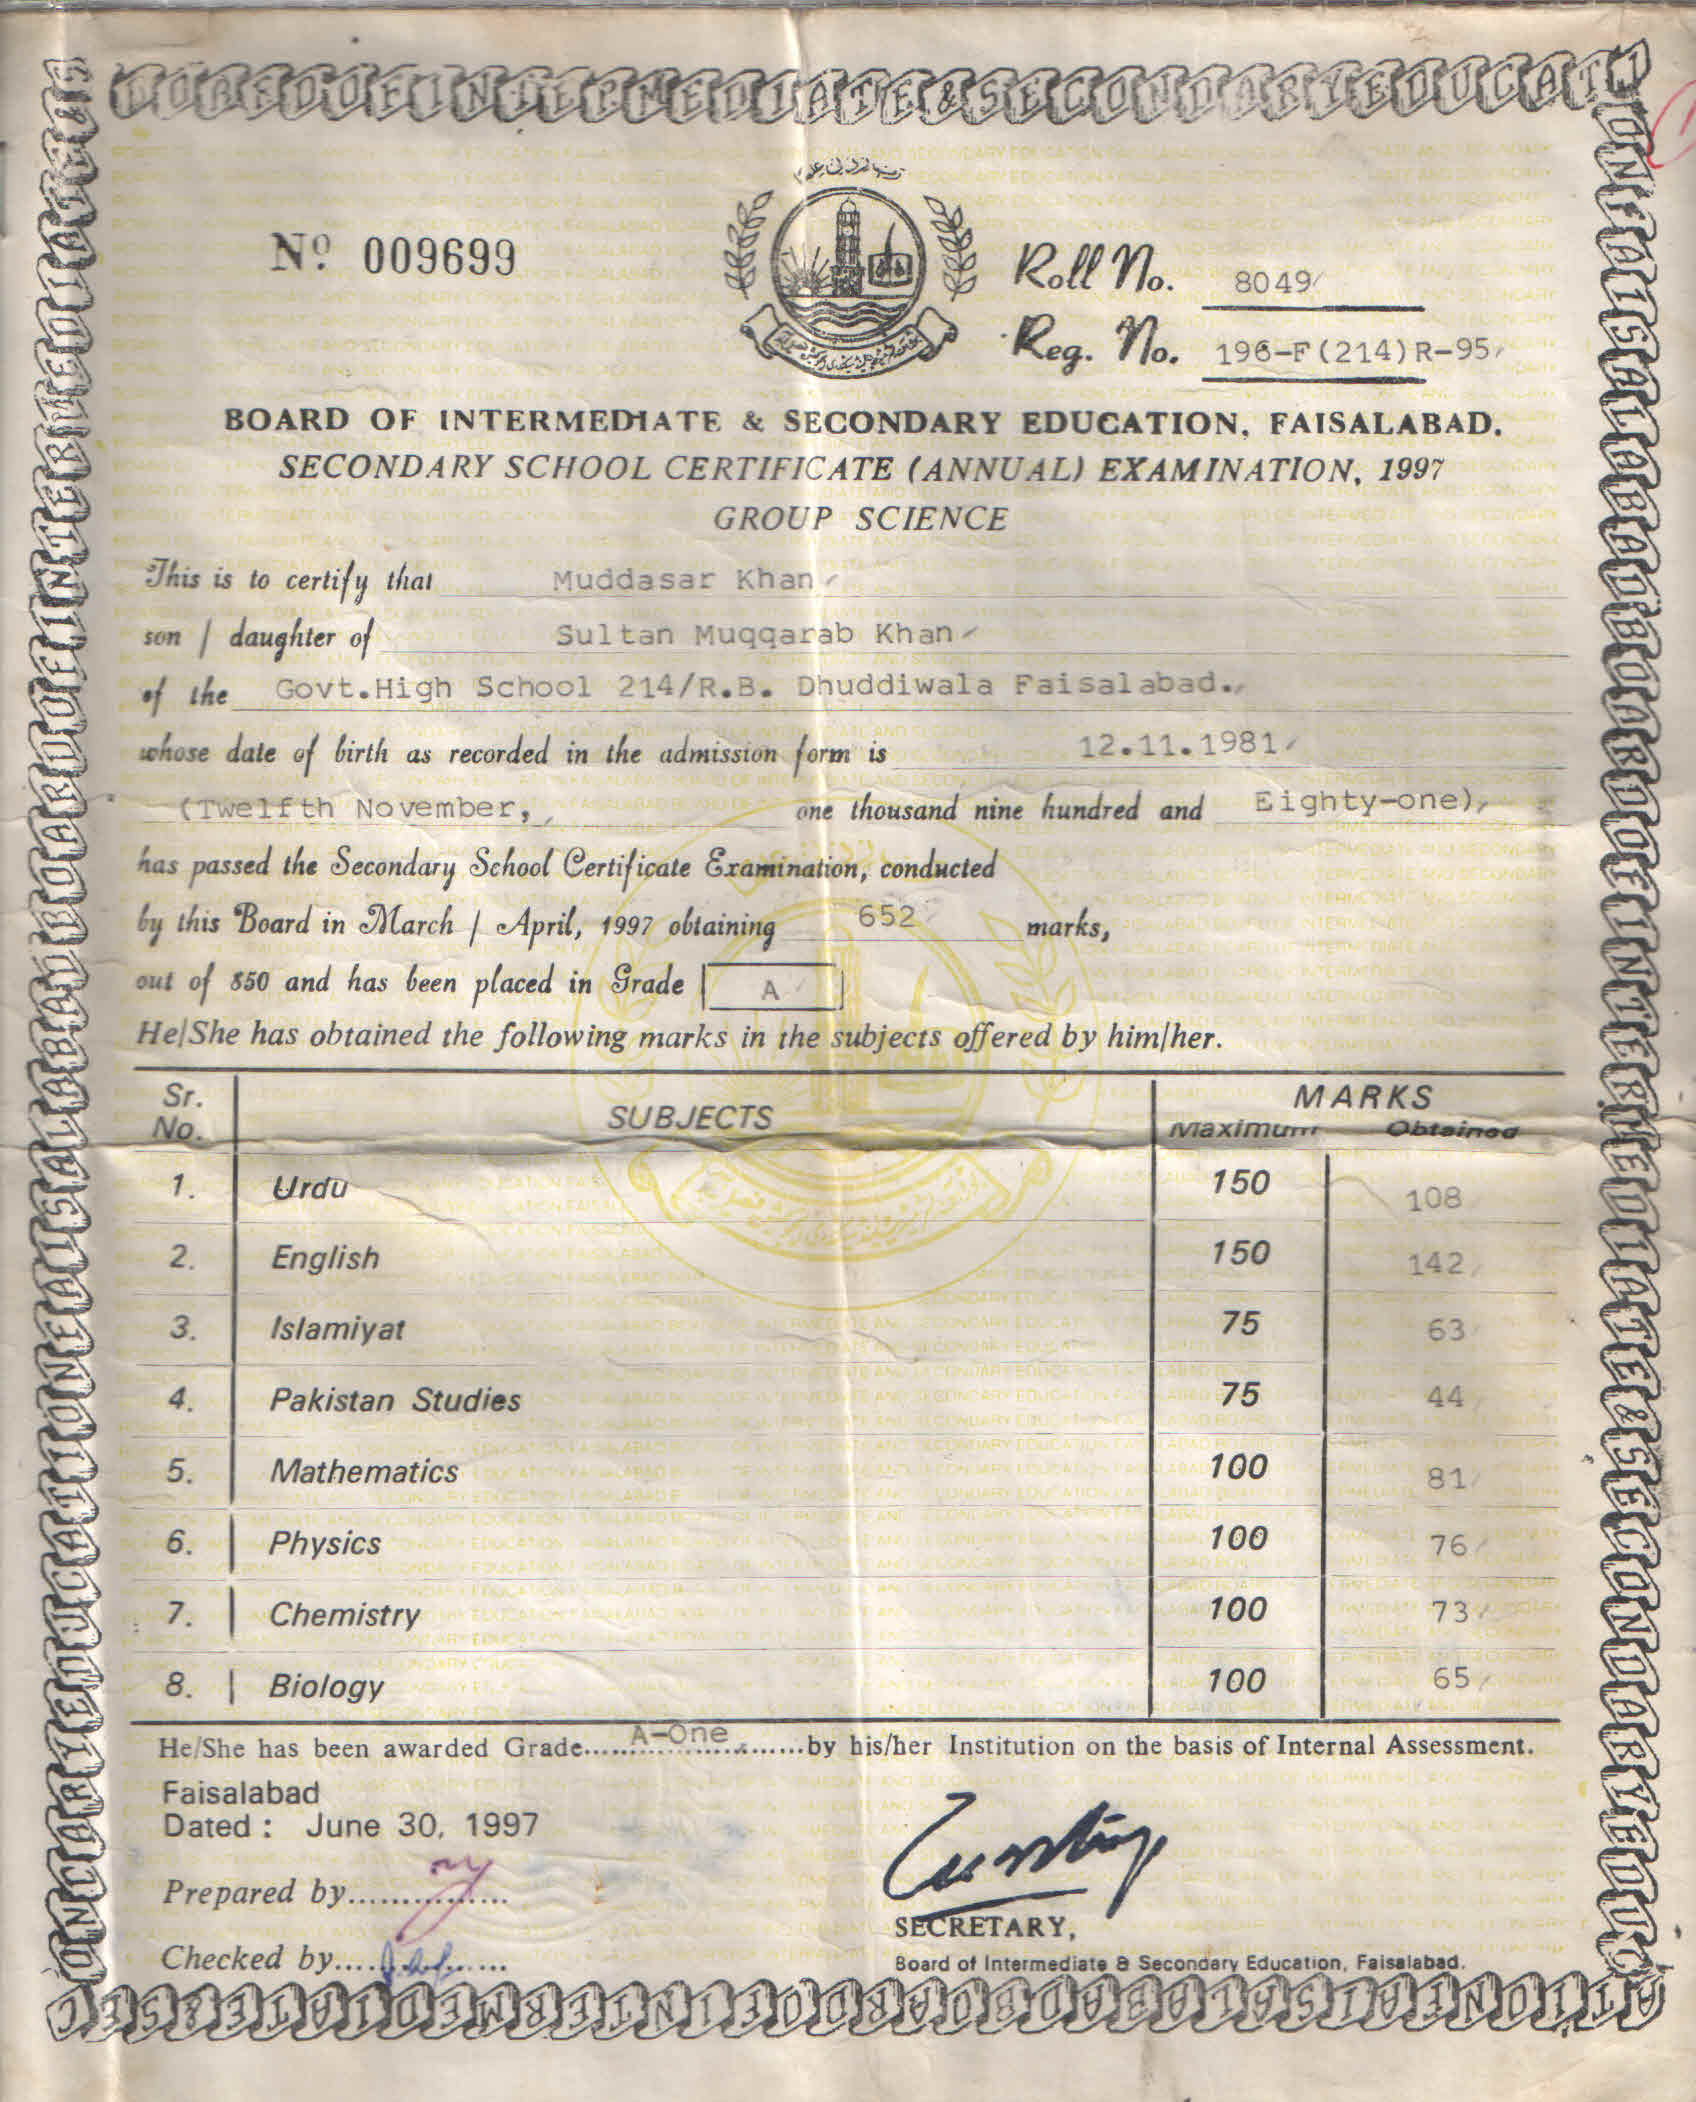 BOARD OF INTERMEDIATE & SECONDARY EDUCATION FAISALABAD
No 009699
Roll No. 8049
Reg. No. 196-F(214)R-95
BOARD OF INTERMEDIATE & SECONDARY EDUCATION, FAISALABAD.
SECONDARY SCHOOL CERTIFICATE (ANNUAL) EXAMINATION, 1997
GROUP SCIENCE
This is to certify that Muddasar Khan
son / daughter of Sultan Muqqarab Khan
of the Govt.High School 214/R.B. Dhuddiwala Faisalabad.
whose date of birth as recorded in the admission form is 12.11.1981
(Twelfth November, one thousand nine hundred and Eighty-one),
has passed the Secondary School Certificate Examination, conducted
by this Board in March / April, 1997 obtaining 652 marks,
out of 850 and has been placed in Grade A
He/She has obtained the following marks in the subjects offered by him/her.
Sr. No. SUBJECTS MARKS
Maximum Obtained
1. Urdu 150 108
2. English 150 142
3. Islamiyat 75 63
4. Pakistan Studies 75 44
5. Mathematics 100 81
6. Physics 100 76
7. Chemistry 100 73
8. Biology 100 65
He/She has been awarded Grade......A-One......by his/her Institution on the basis of Internal Assessment.
Faisalabad
Dated : June 30, 1997
Prepared by...............
SECRETARY,
Checked by...............
Board of Intermediate & Secondary Education, Faisalabad.